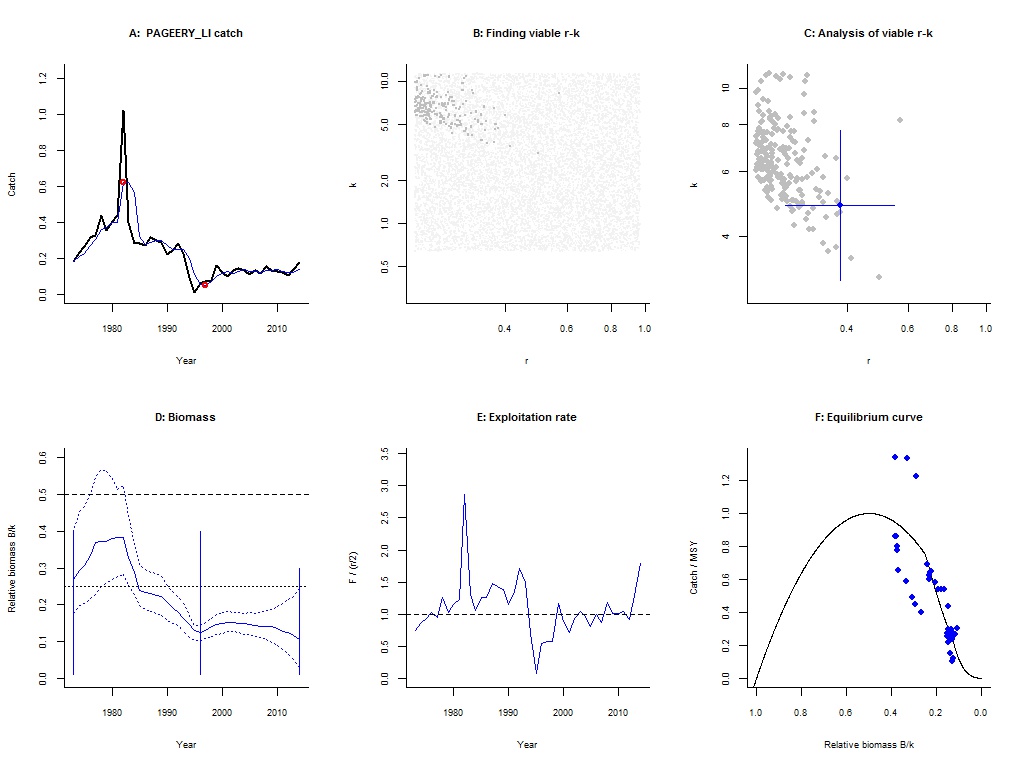 A: PAGEERY_LI catch
B: Finding viable r-k
C: Analysis of viable r-k
Catch
0.0 0.2 0.4 0.6 0.8 1.0 1.2
1980 1990 2000 2010
Year
k
0.5 1.0 2.0 5.0 10.0
0.4 0.6 0.8 1.0
r
k
4 6 8 10
0.4 0.6 0.8 1.0
r
D: Biomass
E: Exploitation rate
F: Equilibrium curve
Relative biomass B/k
0.0 0.1 0.2 0.3 0.4 0.5 0.6
1980 1990 2000 2010
Year
F / (r/2)
0.0 0.5 1.0 1.5 2.0 2.5 3.0 3.5
1980 1990 2000 2010
Year
Catch / MSY
0.0 0.2 0.4 0.6 0.8 1.0 1.2
1.0 0.8 0.6 0.4 0.2 0.0
Relative biomass B/k